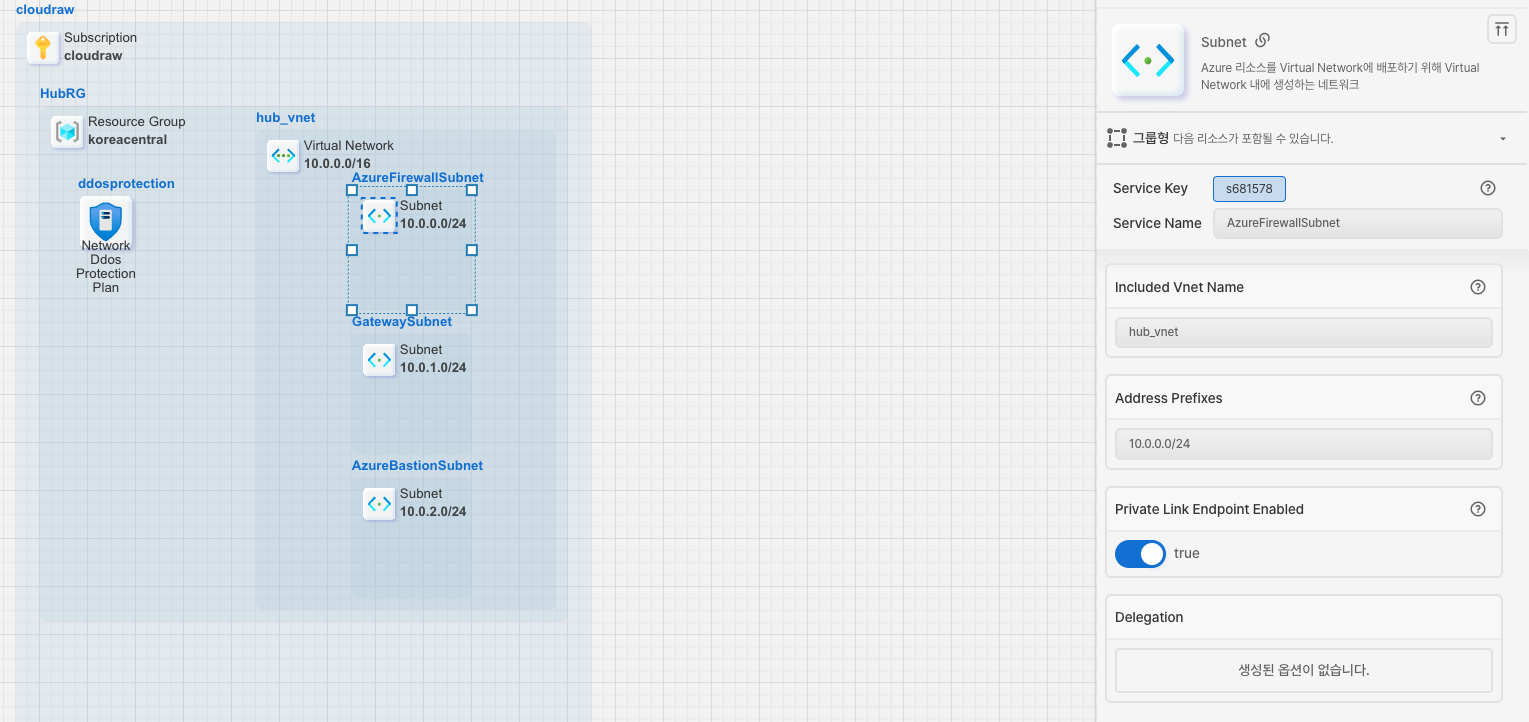 cloudraw
Subscription
cloudraw
HubRG
Resource Group
koreacentral
ddosprotection
Network
Ddos
Protection
Plan
hub_vnet
Virtual Network
10.0.0.0/16
AzureFirewallSubnet
Subnet
10.0.0.0/24
GatewaySubnet
Subnet
10.0.1.0/24
AzureBastionSubnet
Subnet
10.0.2.0/24
Subnet
Azure 리소스를 Virtual Network에 배포하기 위해 Virtual
Network 내에 생성하는 네트워크
그룹형 다음 리소스가 포함될 수 있습니다.
Service Key s681578
Service Name AzureFirewallSubnet
Included Vnet Name
hub_vnet
Address Prefixes
10.0.0.0/24
Private Link Endpoint Enabled
true
Delegation
생성된 옵션이 없습니다.